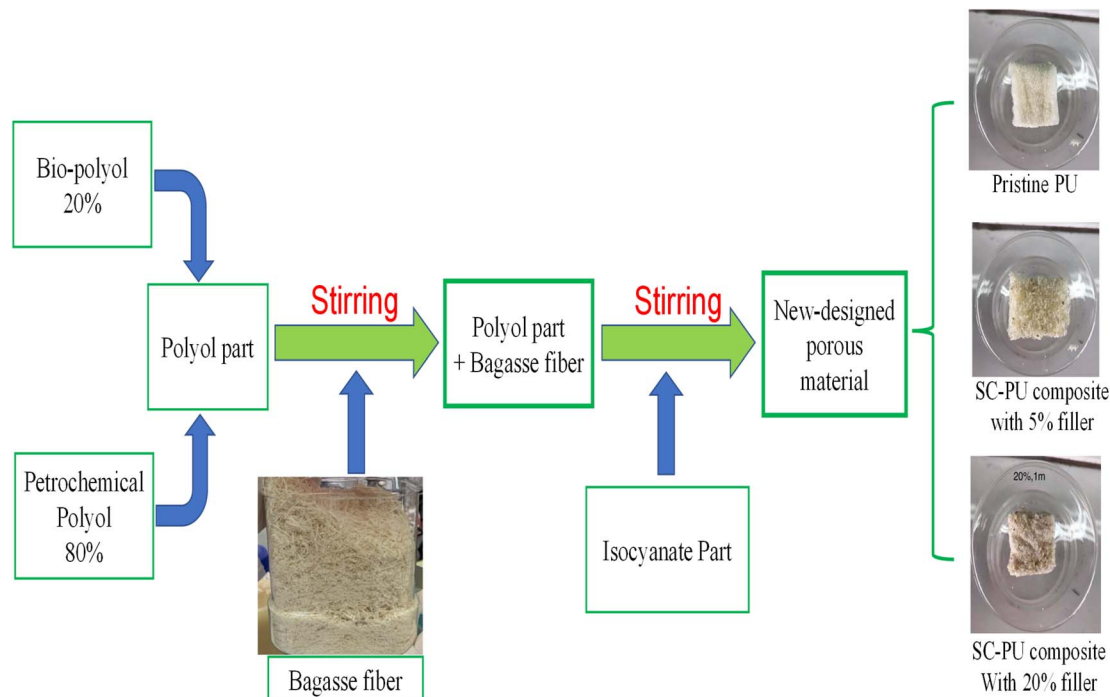 Bio-polyol
20%
Petrochemical
Polyol
80%
Polyol part
Stirring
Bagasse fiber
Polyol part
+ Bagasse fiber
Stirring
Isocyanate Part
New-designed
porous
material
Pristine PU
SC-PU composite
with 5% filler
20%,1m
SC-PU composite
With 20% filler